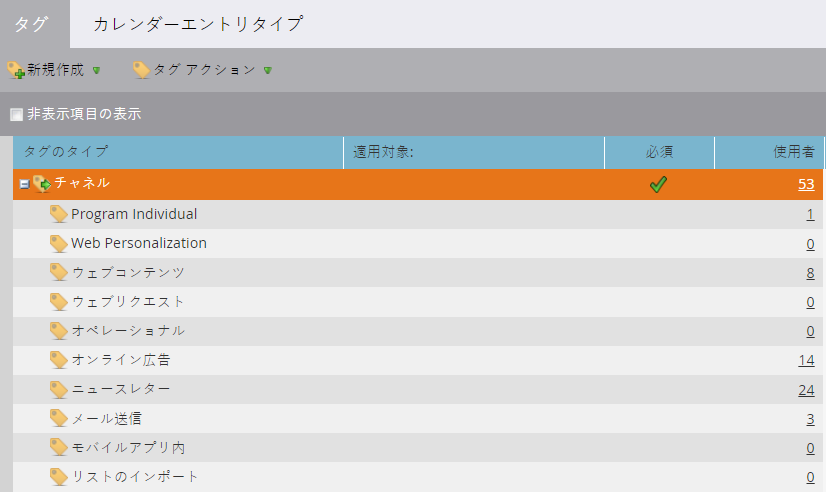 タグ カレンダーエントリタイプ
新規作成 タグ アクション
非表示項目の表示
タグのタイプ 適用対象: 必須 使用者
チャネル 53
Program Individual 1
Web Personalization 0
ウェブコンテンツ 8
ウェブリクエスト 0
オペレーショナル 0
オンライン広告 14
ニュースレター 24
メール送信 3
モバイルアプリ内 0
リストのインポート 0